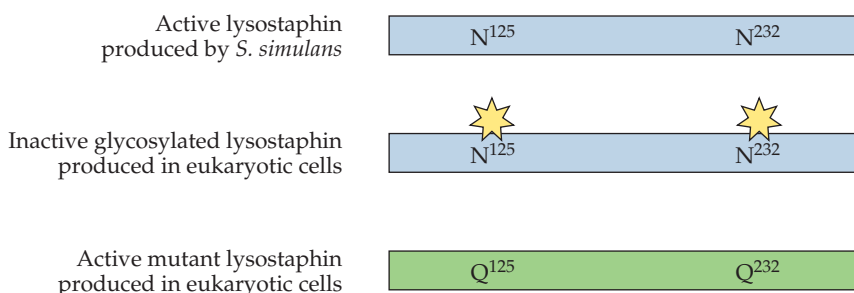 Active lysostaphin
produced by S. simulans
N¹²⁵ N²³²
Inactive glycosylated lysostaphin
produced in eukaryotic cells
N¹²⁵ N²³²
Active mutant lysostaphin
produced in eukaryotic cells
Q¹²⁵ Q²³²